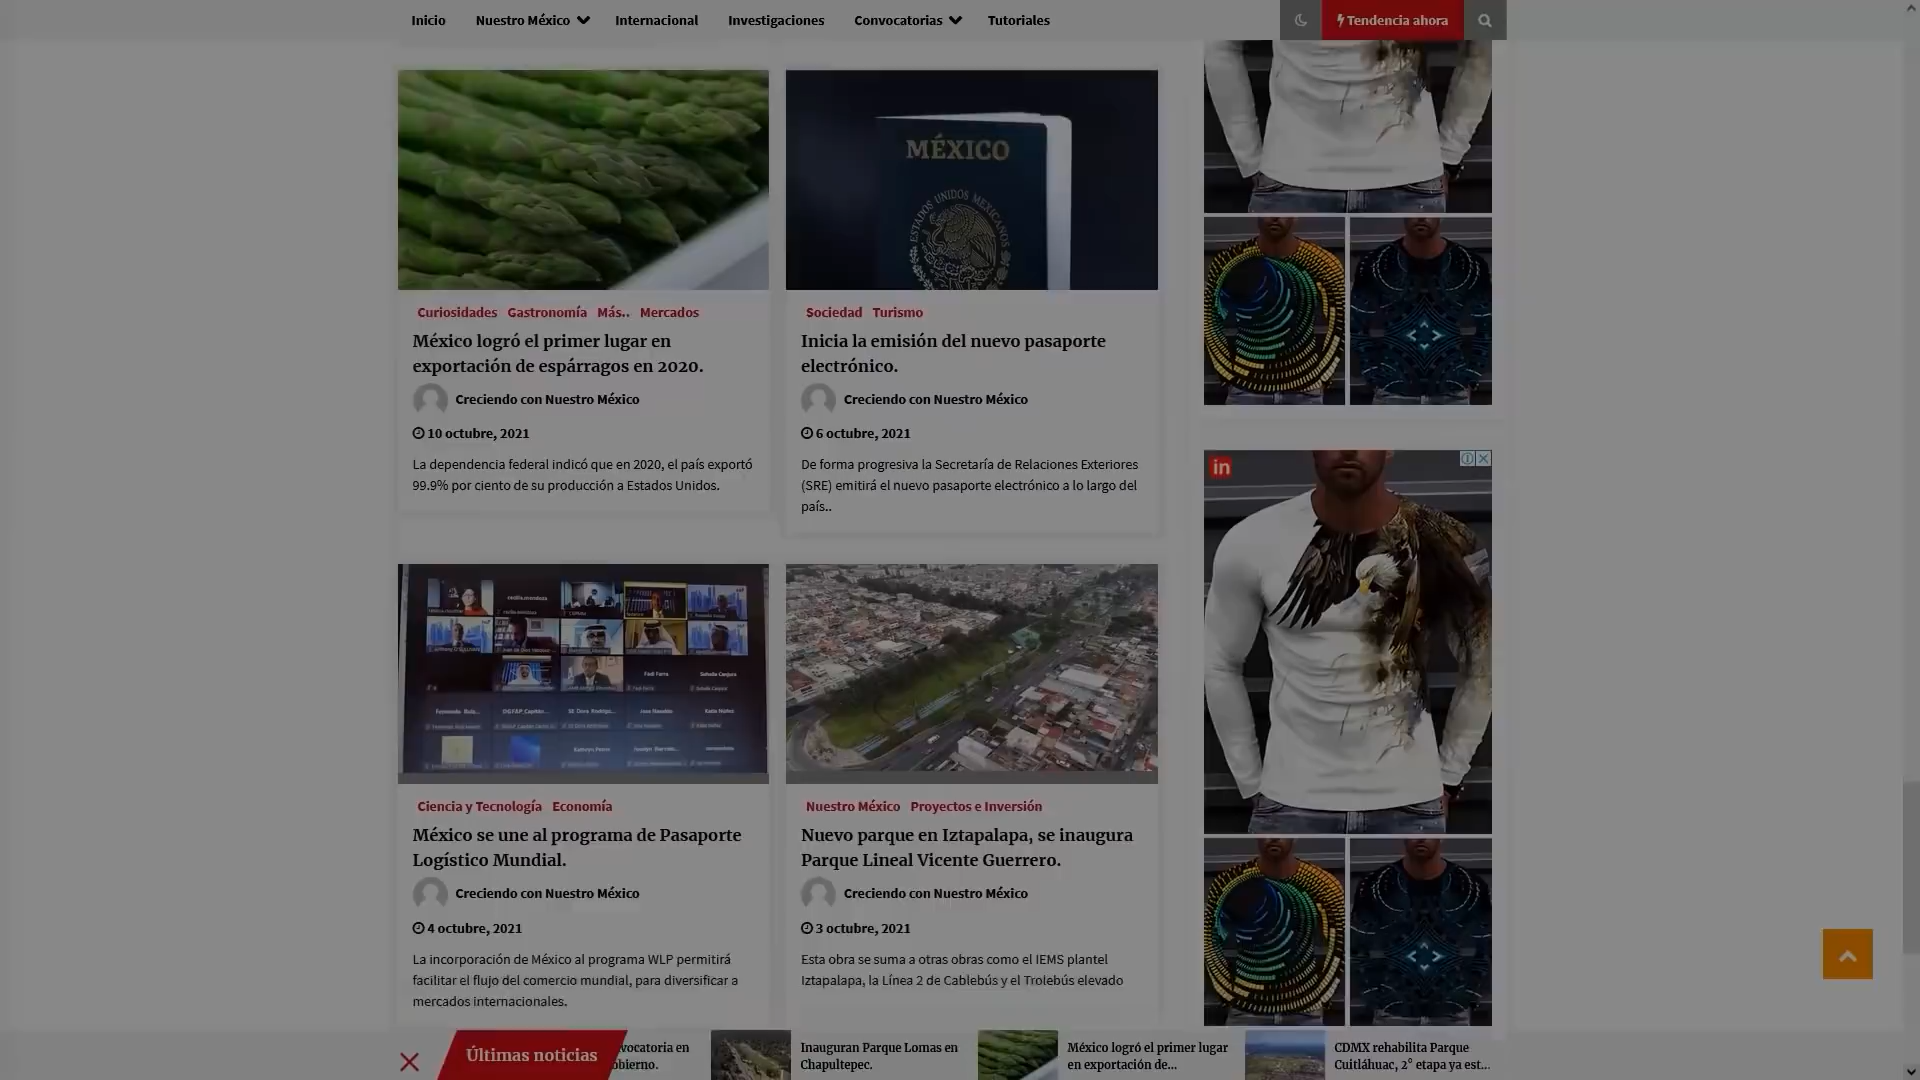 Inicio Nuestro México Internacional Investigaciones Convocatorias Tutoriales Tendencia ahora
MÉXICO
ESTADOS UNIDOS MEXICANOS
Curiosidades Gastronomía Más.. Mercados
México logró el primer lugar en
exportación de espárragos en 2020.
Creciendo con Nuestro México
10 octubre, 2021
La dependencia federal indicó que en 2020, el país exportó
99.9% por ciento de su producción a Estados Unidos.
Sociedad Turismo
Inicia la emisión del nuevo pasaporte
electrónico.
Creciendo con Nuestro México
6 octubre, 2021
De forma progresiva la Secretaría de Relaciones Exteriores
(SRE) emitirá el nuevo pasaporte electrónico a lo largo del
país..
in
Ciencia y Tecnología Economía
México se une al programa de Pasaporte
Logístico Mundial.
Creciendo con Nuestro México
4 octubre, 2021
La incorporación de México al programa WLP permitirá
facilitar el flujo del comercio mundial, para diversificar a
mercados internacionales.
Nuestro México Proyectos e Inversión
Nuevo parque en Iztapalapa, se inaugura
Parque Lineal Vicente Guerrero.
Creciendo con Nuestro México
3 octubre, 2021
Esta obra se suma a otras obras como el IEMS plantel
Iztapalapa, la Línea 2 de Cablebús y el Trolebús elevado
Últimas noticias
vocatoria en
obierno.
Inauguran Parque Lomas en
Chapultepec.
México logró el primer lugar
en exportación de...
CDMX rehabilita Parque
Cuitláhuac, 2° etapa ya est...